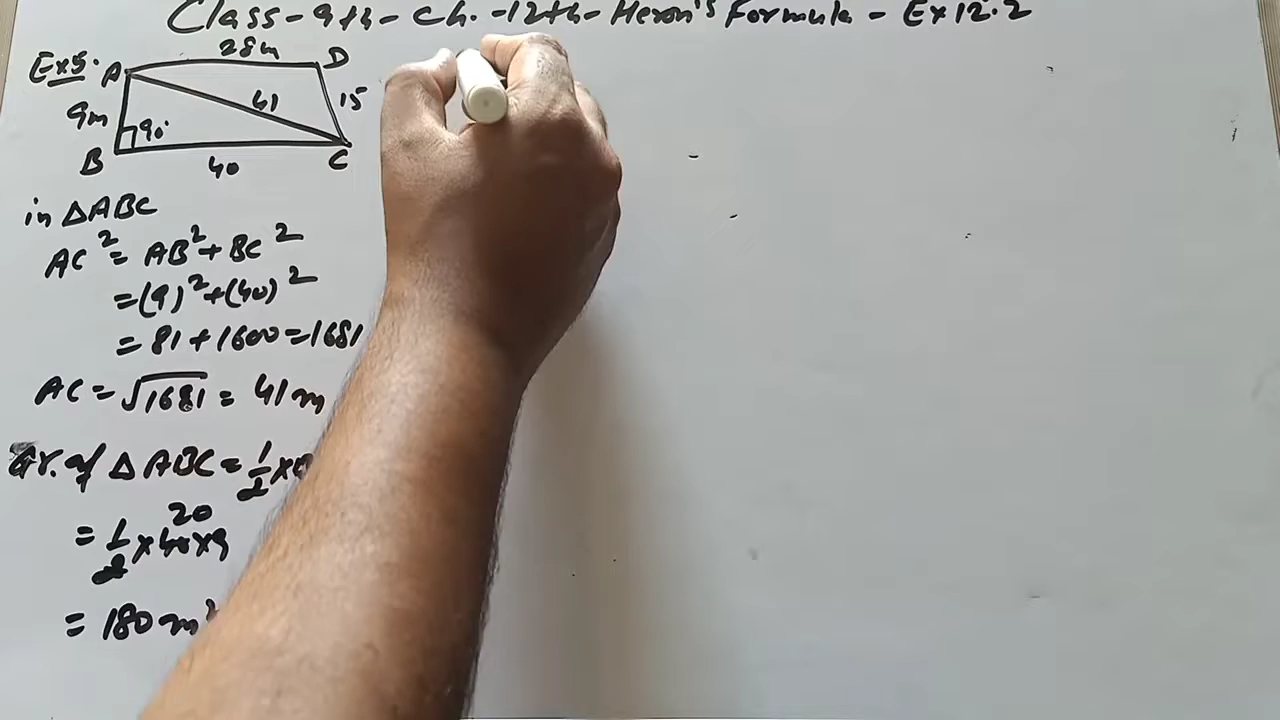 Class-9th-Ch.-12th-Heron's Formula-Ex12.2
Ex5.
28m
A
D
9m
41
15
90°
B
40
C
in △ABC
AC² = AB² + BC²
= (9)² + (40)²
= 81 + 1600 = 1681
AC = √1681 = 41m
Ar. of △ABC = 1/2 ×
20
= 1/2 × 40 × 9
= 180 m²